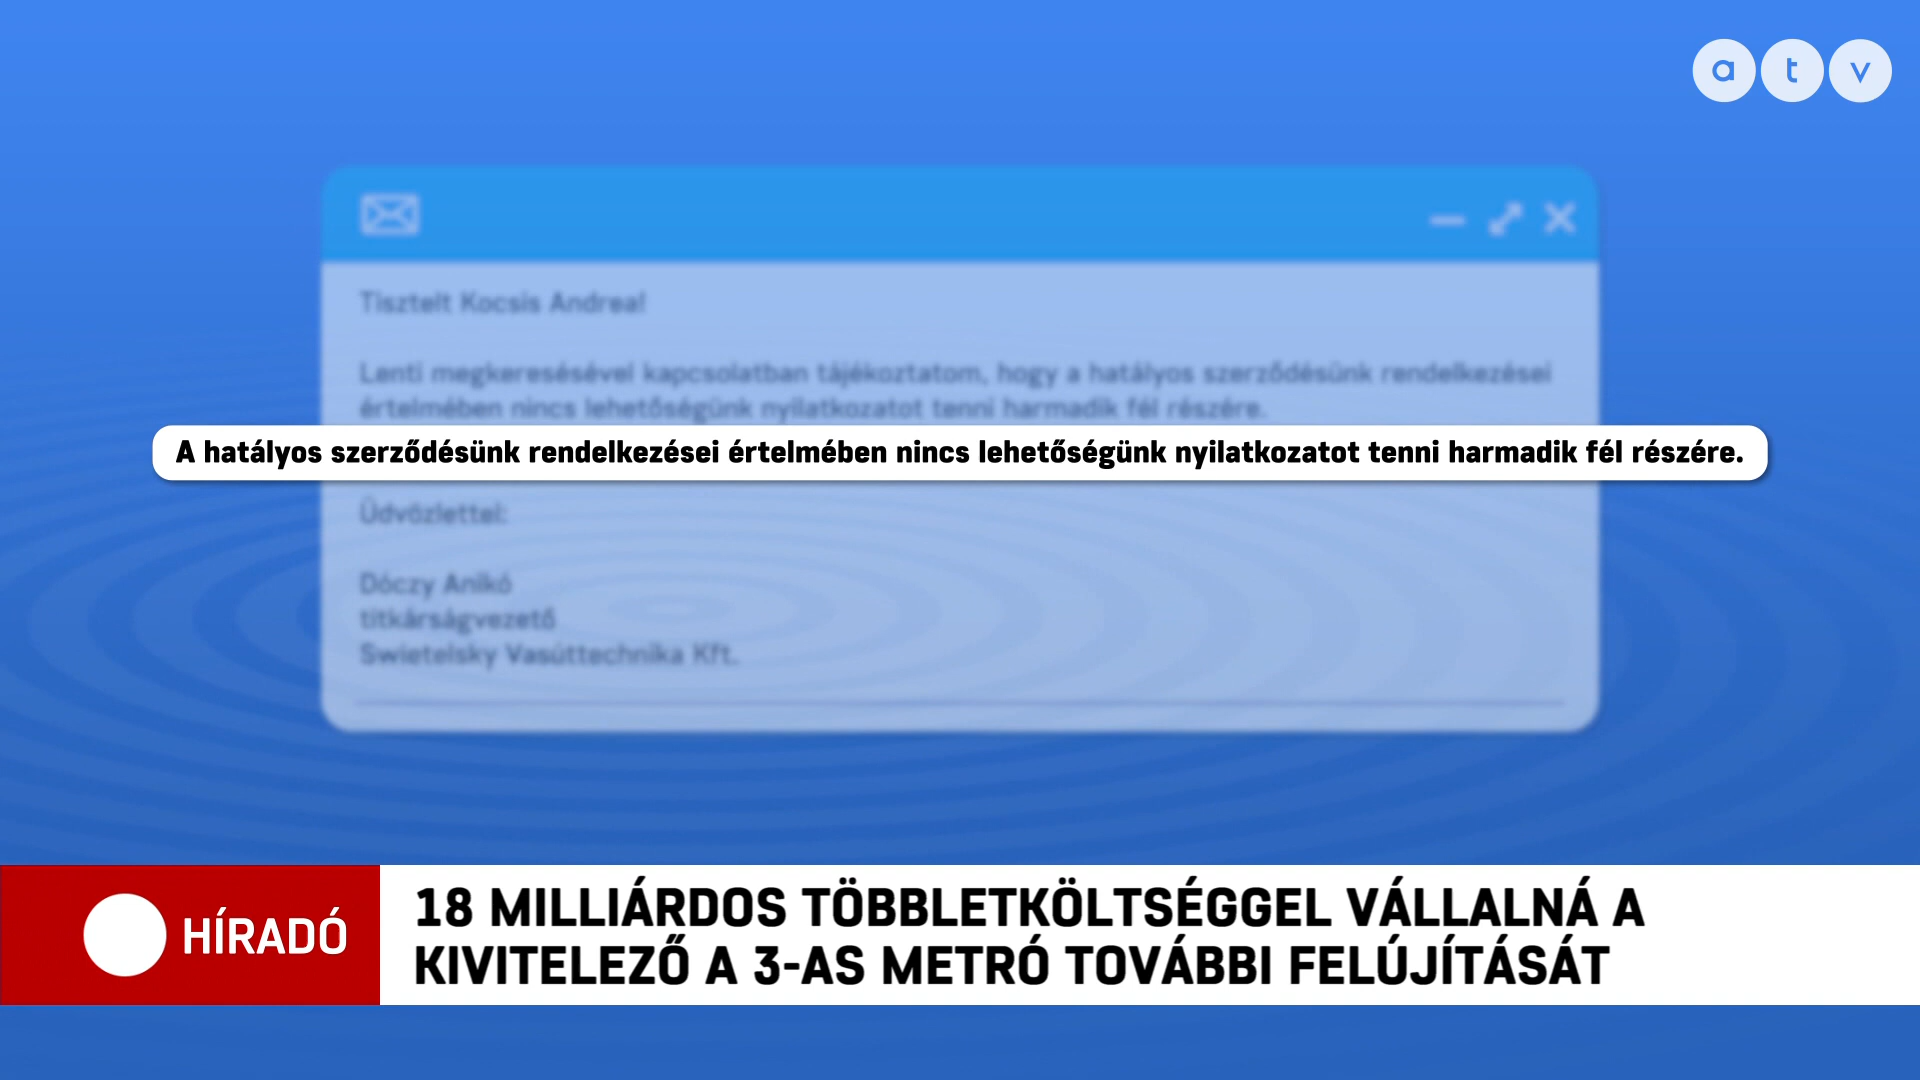 a t v
Tisztelt Kocsis Andrea!
Lenti megkeresésével kapcsolatban tájékoztatom, hogy a hatályos szerződésünk rendelkezései
értelmében nincs lehetőségünk nyilatkozatot tenni harmadik fél részére.
A hatályos szerződésünk rendelkezései értelmében nincs lehetőségünk nyilatkozatot tenni harmadik fél részére.
Üdvözlettel:
Dóczy Anikó
titkárságvezető
Swietelsky Vasúttechnika Kft.
HÍRADÓ
18 MILLIÁRDOS TÖBBLETKÖLTSÉGGEL VÁLLALNÁ A
KIVITELEZŐ A 3-AS METRÓ TOVÁBBI FELÚJÍTÁSÁT